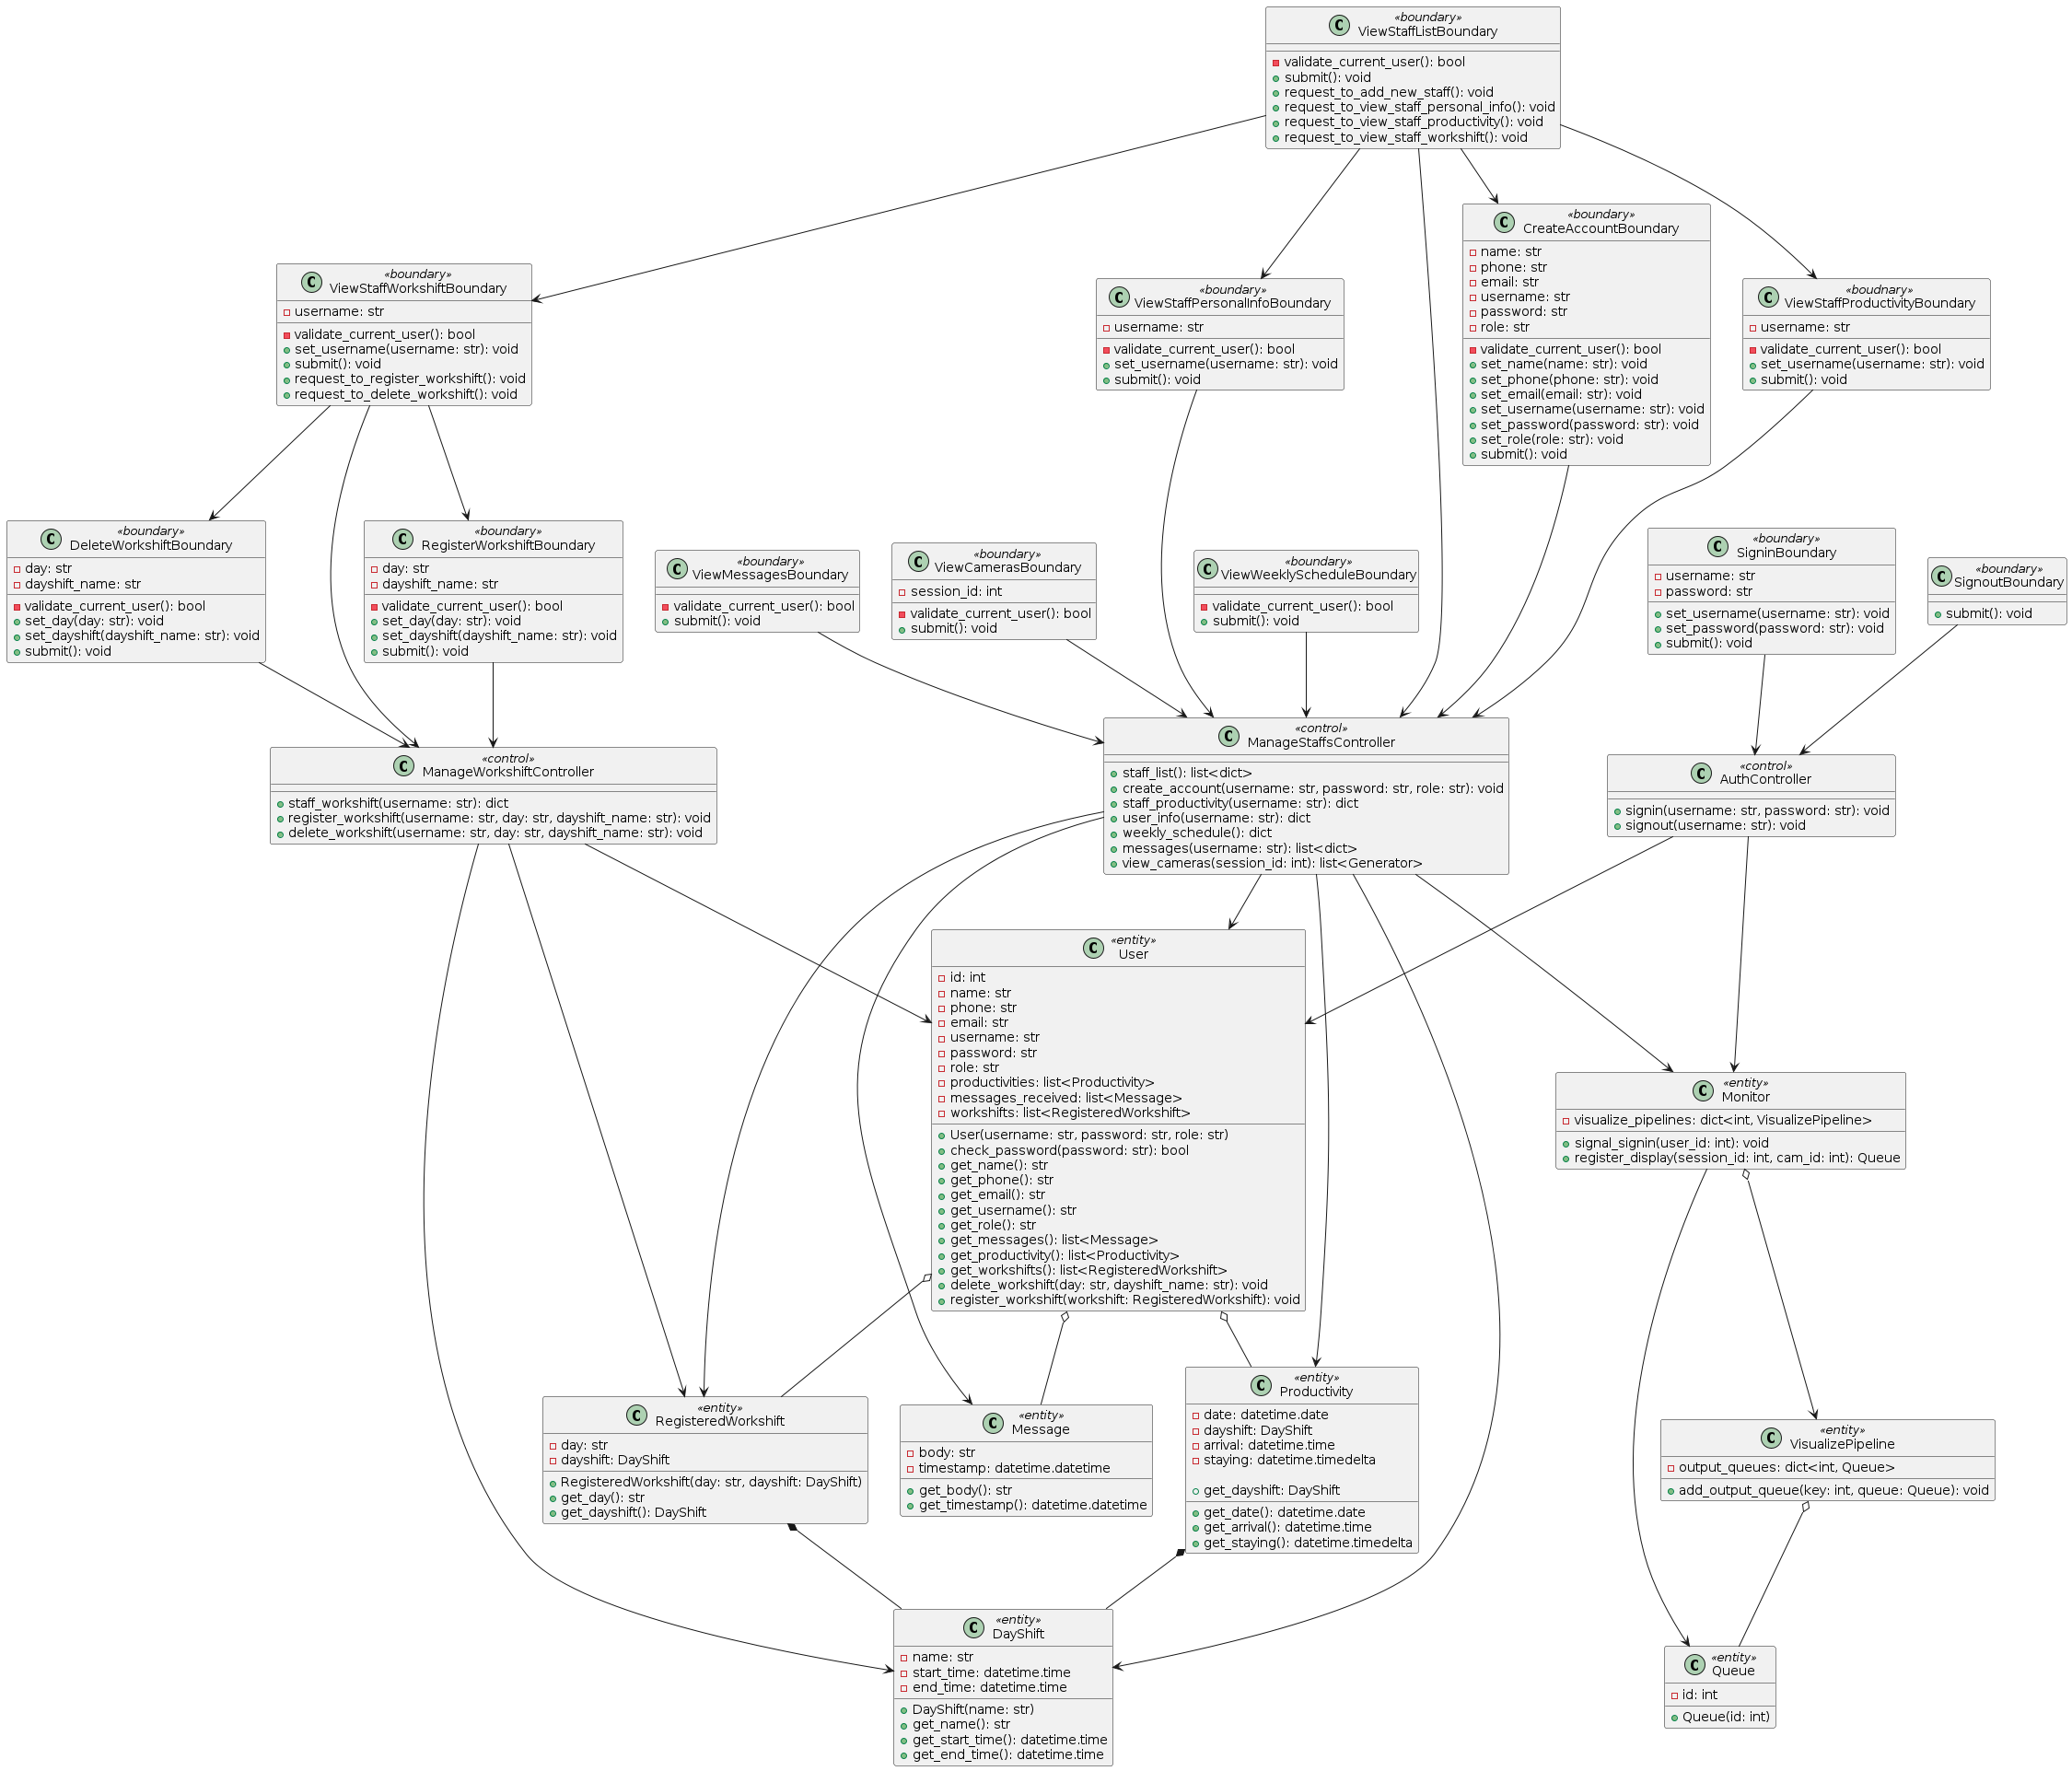 «boundary»
ViewStaffListBoundary
validate_current_user(): bool
submit(): void
request_to_add_new_staff(): void
request_to_view_staff_personal_info(): void
request_to_view_staff_productivity(): void
request_to_view_staff_workshift(): void
«boundary»
ViewStaffWorkshiftBoundary
username: str
validate_current_user(): bool
set_username(username: str): void
submit(): void
request_to_register_workshift(): void
request_to_delete_workshift(): void
«boundary»
ViewStaffPersonalInfoBoundary
username: str
validate_current_user(): bool
set_username(username: str): void
submit(): void
«boundary»
CreateAccountBoundary
name: str
phone: str
email: str
username: str
password: str
role: str
validate_current_user(): bool
set_name(name: str): void
set_phone(phone: str): void
set_email(email: str): void
set_username(username: str): void
set_password(password: str): void
set_role(role: str): void
submit(): void
«boudnary»
ViewStaffProductivityBoundary
username: str
validate_current_user(): bool
set_username(username: str): void
submit(): void
«boundary»
DeleteWorkshiftBoundary
day: str
dayshift_name: str
validate_current_user(): bool
set_day(day: str): void
set_dayshift(dayshift_name: str): void
submit(): void
«boundary»
RegisterWorkshiftBoundary
day: str
dayshift_name: str
validate_current_user(): bool
set_day(day: str): void
set_dayshift(dayshift_name: str): void
submit(): void
«boundary»
ViewMessagesBoundary
validate_current_user(): bool
submit(): void
«boundary»
ViewCamerasBoundary
session_id: int
validate_current_user(): bool
submit(): void
«boundary»
ViewWeeklyScheduleBoundary
validate_current_user(): bool
submit(): void
«boundary»
SigninBoundary
username: str
password: str
set_username(username: str): void
set_password(password: str): void
submit(): void
«boundary»
SignoutBoundary
submit(): void
«control»
ManageWorkshiftController
staff_workshift(username: str): dict
register_workshift(username: str, day: str, dayshift_name: str): void
delete_workshift(username: str, day: str, dayshift_name: str): void
«control»
ManageStaffsController
staff_list(): list<dict>
create_account(username: str, password: str, role: str): void
staff_productivity(username: str): dict
user_info(username: str): dict
weekly_schedule(): dict
messages(username: str): list<dict>
view_cameras(session_id: int): list<Generator>
«control»
AuthController
signin(username: str, password: str): void
signout(username: str): void
«entity»
User
id: int
name: str
phone: str
email: str
username: str
password: str
role: str
productivities: list<Productivity>
messages_received: list<Message>
workshifts: list<RegisteredWorkshift>
User(username: str, password: str, role: str)
check_password(password: str): bool
get_name(): str
get_phone(): str
get_email(): str
get_username(): str
get_role(): str
get_messages(): list<Message>
get_productivity(): list<Productivity>
get_workshifts(): list<RegisteredWorkshift>
delete_workshift(day: str, dayshift_name: str): void
register_workshift(workshift: RegisteredWorkshift): void
«entity»
Monitor
visualize_pipelines: dict<int, VisualizePipeline>
signal_signin(user_id: int): void
register_display(session_id: int, cam_id: int): Queue
«entity»
RegisteredWorkshift
day: str
dayshift: DayShift
RegisteredWorkshift(day: str, dayshift: DayShift)
get_day(): str
get_dayshift(): DayShift
«entity»
Message
body: str
timestamp: datetime.datetime
get_body(): str
get_timestamp(): datetime.datetime
«entity»
Productivity
date: datetime.date
dayshift: DayShift
arrival: datetime.time
staying: datetime.timedelta
get_dayshift: DayShift
get_date(): datetime.date
get_arrival(): datetime.time
get_staying(): datetime.timedelta
«entity»
VisualizePipeline
output_queues: dict<int, Queue>
add_output_queue(key: int, queue: Queue): void
«entity»
DayShift
name: str
start_time: datetime.time
end_time: datetime.time
DayShift(name: str)
get_name(): str
get_start_time(): datetime.time
get_end_time(): datetime.time
«entity»
Queue
id: int
Queue(id: int)